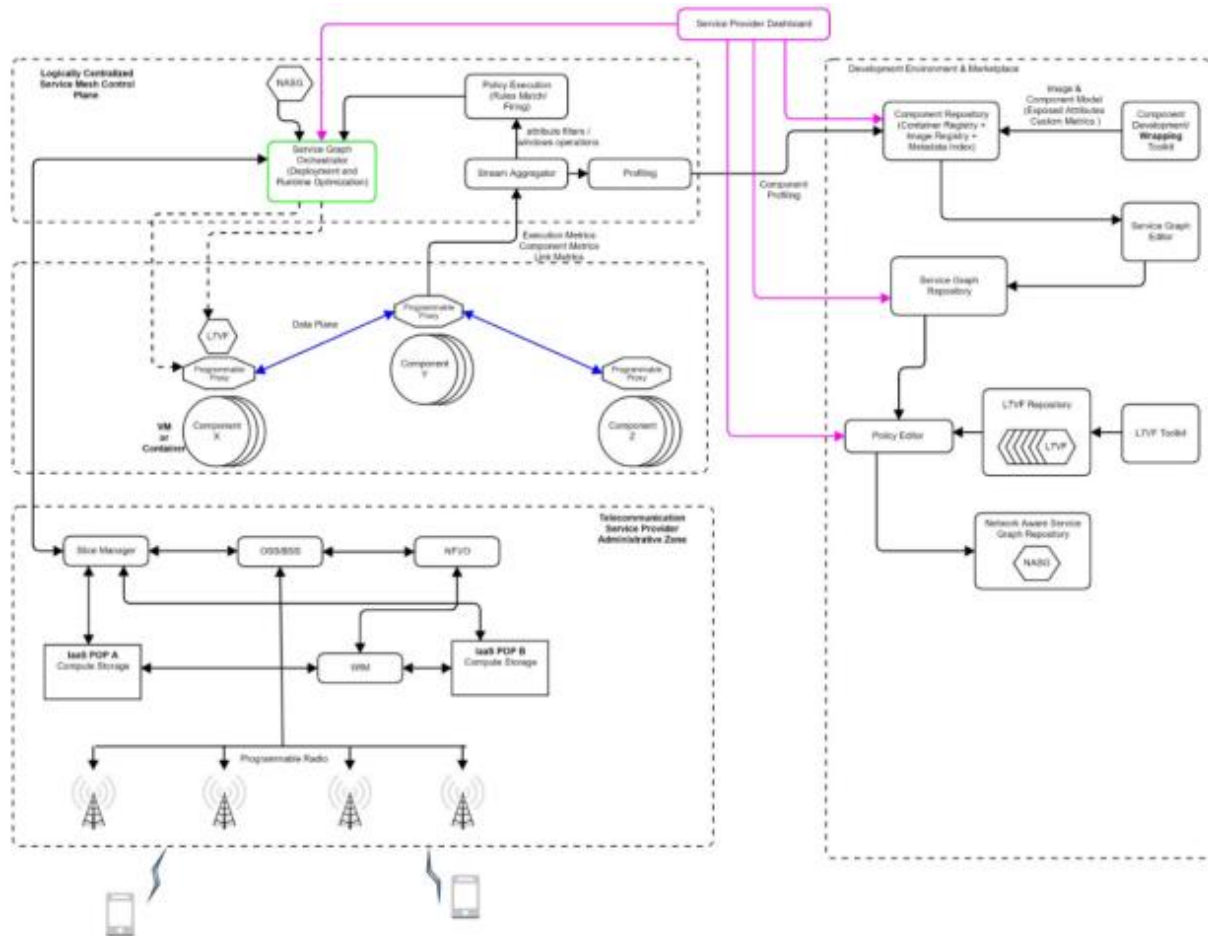 Service Provider Dashboard
Logically Centralized
Service Mesh Control
Plane
NASG
Policy Execution
(Rules Match/
Firing)
attribute filters /
windows operations
Service Graph
Orchestrator
(Deployment and
Runtime Optimization)
Stream Aggregator
Profiling
Component
Profiling
Execution Metrics
Component Metrics
Link Metrics
L7VF
Programmable
Proxy
Data Plane
Programmable
Proxy
Component
Y
Programmable
Proxy
VM
or
Container
Component
X
Component
Z
Telecommunication
Service Provider
Administrative Zone
Slice Manager
OSS/BSS
NFVO
IaaS POP A
Compute Storage
WIM
IaaS POP B
Compute Storage
Programmable Radio
Development Environment & Marketplace
Component Repository
(Container Registry +
Image Registry +
Metadata Index)
Image &
Component Model
(Exposed Attributes
Custom Metrics )
Component
Development/
Wrapping
Toolkit
Service Graph
Editor
Service Graph
Repository
Policy Editor
L7VF Repository
L7VF
L7VF Toolkit
Network Aware Service
Graph Repository
NASG